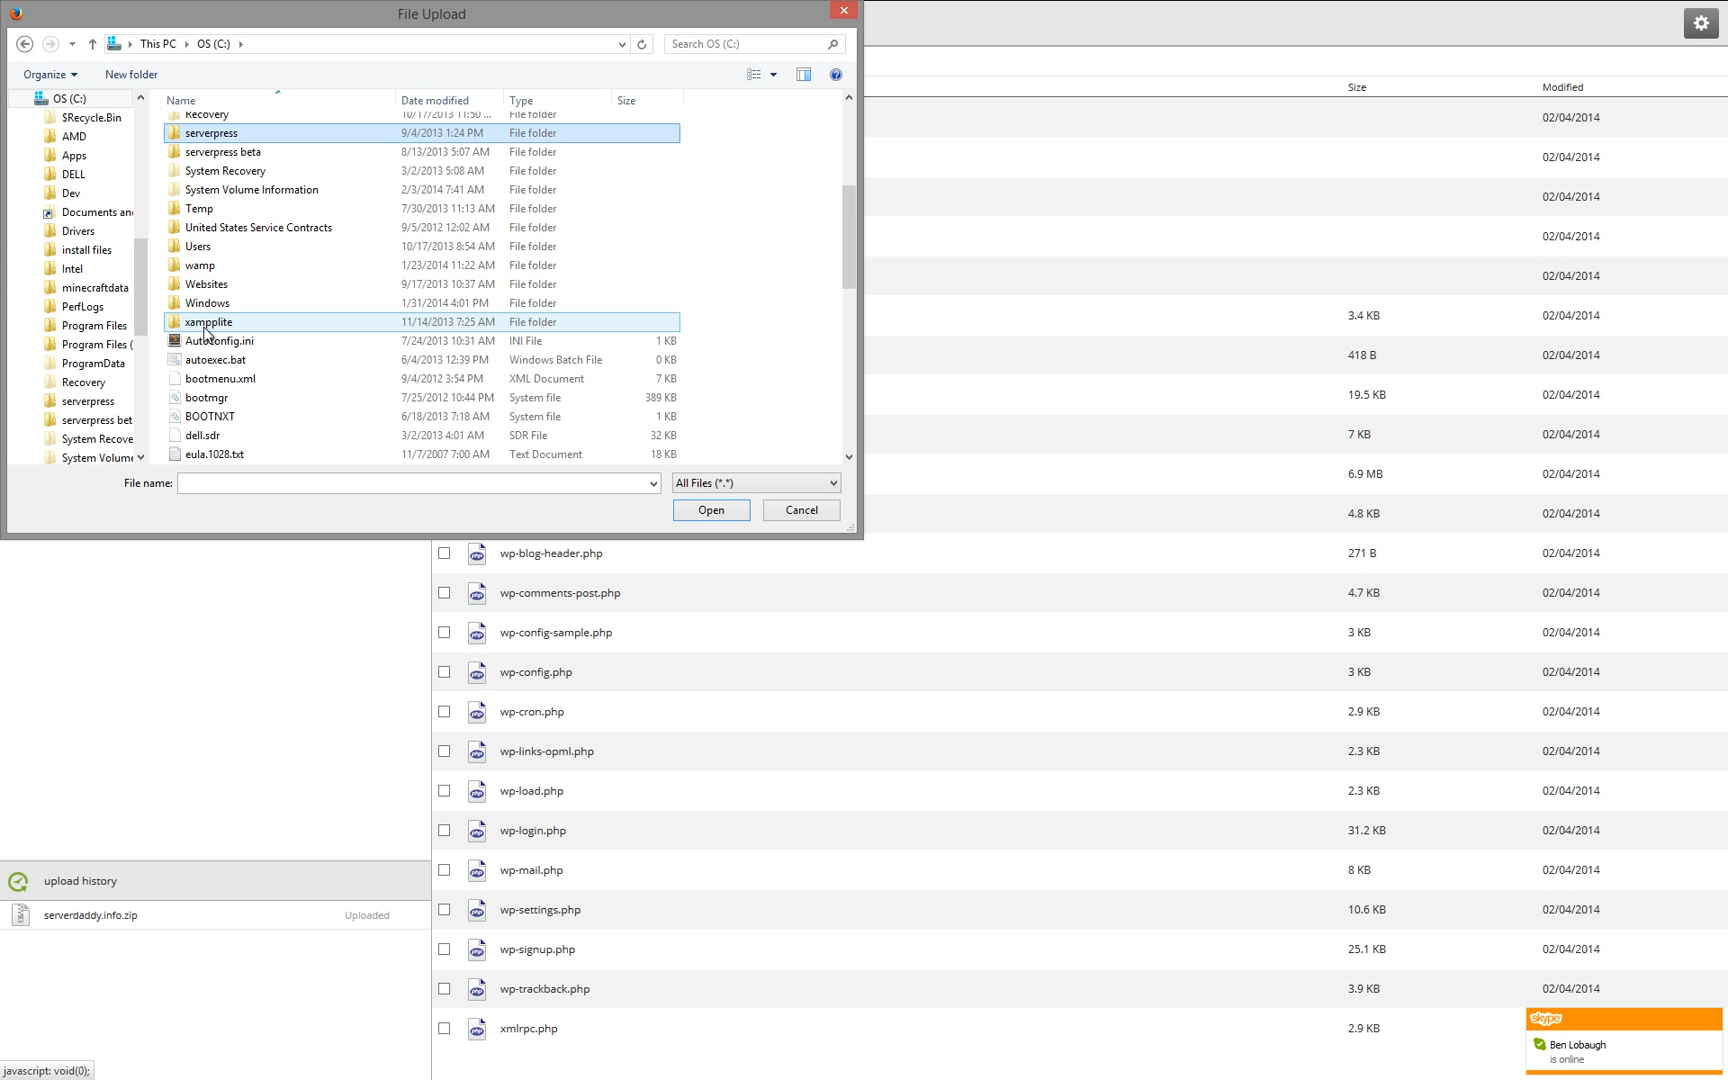 File Upload
This PC OS (C:)
Search OS (C:)
Organize New folder
OS (C:)
$Recycle.Bin
AMD
Apps
DELL
Dev
Documents an
Drivers
install files
Intel
minecraftdata
PerfLogs
Program Files
Program Files (
ProgramData
Recovery
serverpress
serverpress bet
System Recove
System Volume
Name Date modified Type Size
Recovery 10/17/2013 11:50 ... File folder
serverpress 9/4/2013 1:24 PM File folder
serverpress beta 8/13/2013 5:07 AM File folder
System Recovery 3/2/2013 5:08 AM File folder
System Volume Information 2/3/2014 7:41 AM File folder
Temp 7/30/2013 11:13 AM File folder
United States Service Contracts 9/5/2012 12:02 AM File folder
Users 10/17/2013 8:54 AM File folder
wamp 1/23/2014 11:22 AM File folder
Websites 9/17/2013 10:37 AM File folder
Windows 1/31/2014 4:01 PM File folder
xampplite 11/14/2013 7:25 AM File folder
7/24/2013 10:31 AM INI File 1 KB
autoexec.bat 6/4/2013 12:39 PM Windows Batch File 0 KB
bootmenu.xml 9/4/2012 3:54 PM XML Document 7 KB
bootmgr 7/25/2012 10:44 PM System file 389 KB
BOOTNXT 6/18/2013 7:18 AM System file 1 KB
dell.sdr 3/2/2013 4:01 AM SDR File 32 KB
eula.1028.txt 11/7/2007 7:00 AM Text Document 18 KB
File name: All Files (*.*)
Open Cancel
Size Modified
02/04/2014
02/04/2014
02/04/2014
02/04/2014
02/04/2014
3.4 KB 02/04/2014
418 B 02/04/2014
19.5 KB 02/04/2014
7 KB 02/04/2014
6.9 MB 02/04/2014
4.8 KB 02/04/2014
wp-blog-header.php 271 B 02/04/2014
wp-comments-post.php 4.7 KB 02/04/2014
wp-config-sample.php 3 KB 02/04/2014
wp-config.php 3 KB 02/04/2014
wp-cron.php 2.9 KB 02/04/2014
wp-links-opml.php 2.3 KB 02/04/2014
wp-load.php 2.3 KB 02/04/2014
wp-login.php 31.2 KB 02/04/2014
wp-mail.php 8 KB 02/04/2014
wp-settings.php 10.6 KB 02/04/2014
wp-signup.php 25.1 KB 02/04/2014
wp-trackback.php 3.9 KB 02/04/2014
xmlrpc.php 2.9 KB
upload history
serverdaddy.info.zip Uploaded
skype
Ben Lobaugh
is online
javascript: void(0);